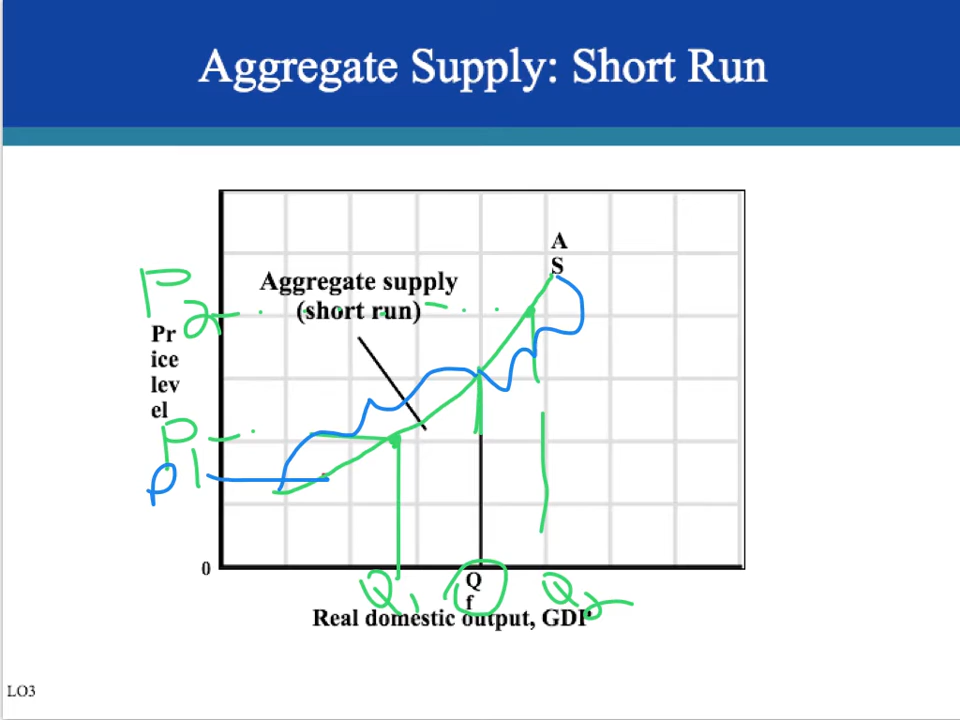 Aggregate Supply: Short Run
A
S
Aggregate supply
(short run)
P2
Pr
ice
lev
el
P1
P
0
Q1
Q
f
Q2
Real domestic output, GDP
LO3